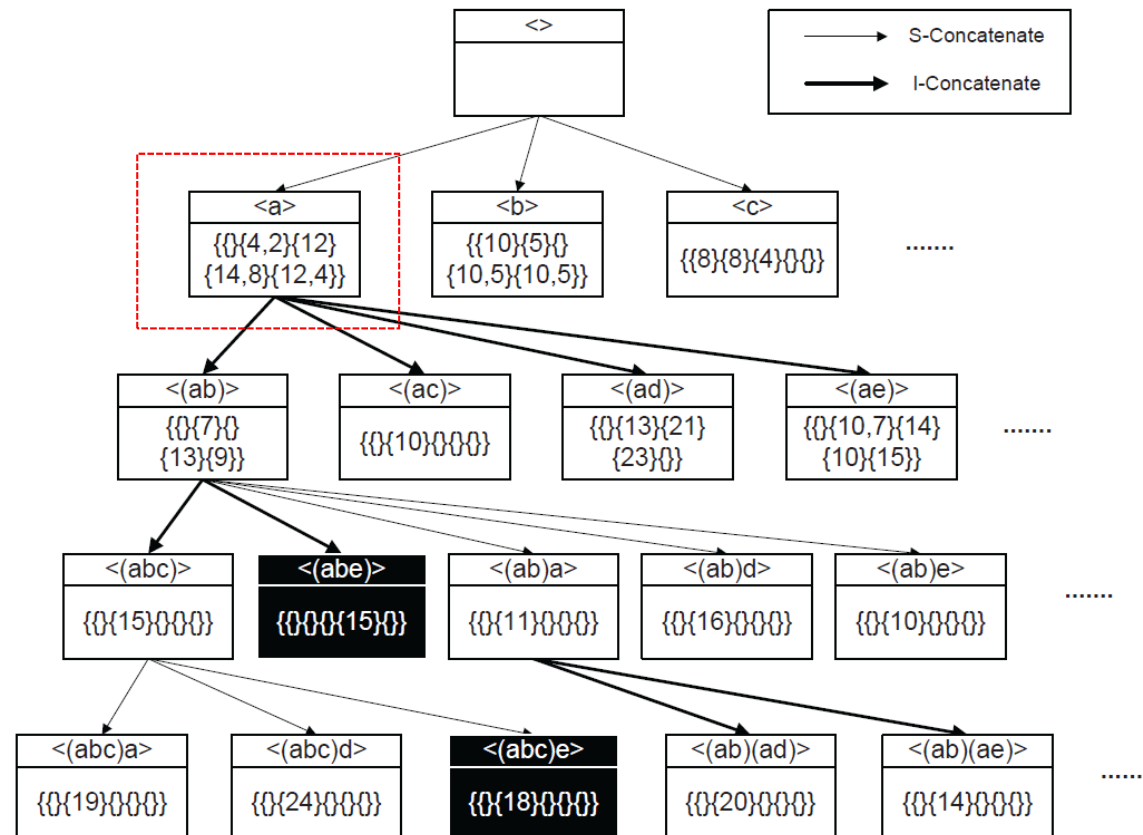 <>
S-Concatenate
I-Concatenate
<a>
{{}{4,2}{12}
{14,8}{12,4}}
<b>
{{10}{5}{}
{10,5}{10,5}}
<c>
{{8}{8}{4}{}{}}
.......
<(ab)>
{{}{7}{}
{13}{9}}
<(ac)>
{{}{10}{}{}{}}
<(ad)>
{{}{13}{21}
{23}{}}
<(ae)>
{{}{10,7}{14}
{10}{15}}
.......
<(abc)>
{{}{15}{}{}{}}
<(abe)>
{{}{}{}{15}{}}
<(ab)a>
{{}{11}{}{}{}}
<(ab)d>
{{}{16}{}{}{}}
<(ab)e>
{{}{10}{}{}{}}
.......
<(abc)a>
{{}{19}{}{}{}}
<(abc)d>
{{}{24}{}{}{}}
<(abc)e>
{{}{18}{}{}{}}
<(ab)(ad)>
{{}{20}{}{}{}}
<(ab)(ae)>
{{}{14}{}{}{}}
......